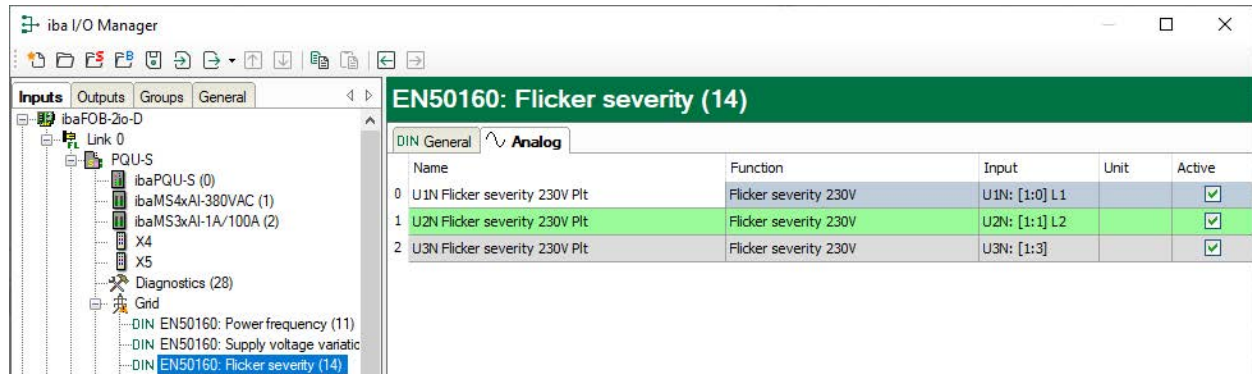 iba I/O Manager
Inputs Outputs Groups General
ibaFOB-2io-D
Link 0
PQU-S
ibaPQU-S (0)
ibaMS4xAI-380VAC (1)
ibaMS3xAI-1A/100A (2)
X4
X5
Diagnostics (28)
Grid
DIN EN50160: Power frequency (11)
DIN EN50160: Supply voltage variatic
DIN EN50160: Flicker severity (14)
EN50160: Flicker severity (14)
DIN General Analog
Name Function Input Unit Active
0 U1N Flicker severity 230V Plt Flicker severity 230V U1N: [1:0] L1
1 U2N Flicker severity 230V Plt Flicker severity 230V U2N: [1:1] L2
2 U3N Flicker severity 230V Plt Flicker severity 230V U3N: [1:3]